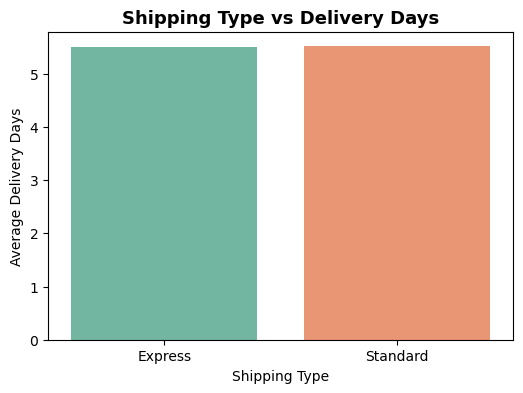 Shipping Type vs Delivery Days
Average Delivery Days
5
4
3
2
1
0
Express Standard
Shipping Type